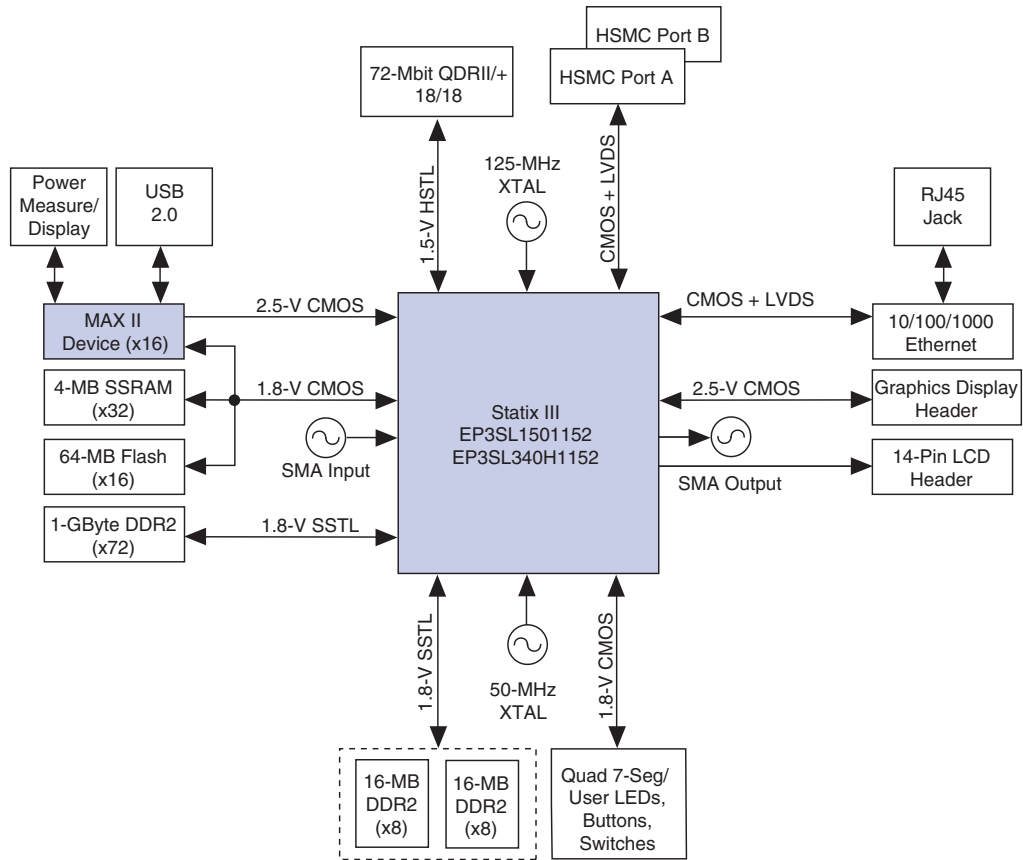 HSMC Port B
HSMC Port A
72-Mbit QDRII/+
18/18
1.5-V HSTL
125-MHz
XTAL
CMOS + LVDS
Power
Measure/
Display
USB
2.0
RJ45
Jack
MAX II
Device (x16)
2.5-V CMOS
CMOS + LVDS
10/100/1000
Ethernet
4-MB SSRAM
(x32)
1.8-V CMOS
Statix III
EP3SL1501152
EP3SL340H1152
2.5-V CMOS
Graphics Display
Header
64-MB Flash
(x16)
SMA Input
SMA Output
14-Pin LCD
Header
1-GByte DDR2
(x72)
1.8-V SSTL
1.8-V SSTL
50-MHz
XTAL
1.8-V CMOS
16-MB
DDR2
(x8)
16-MB
DDR2
(x8)
Quad 7-Seg/
User LEDs,
Buttons,
Switches